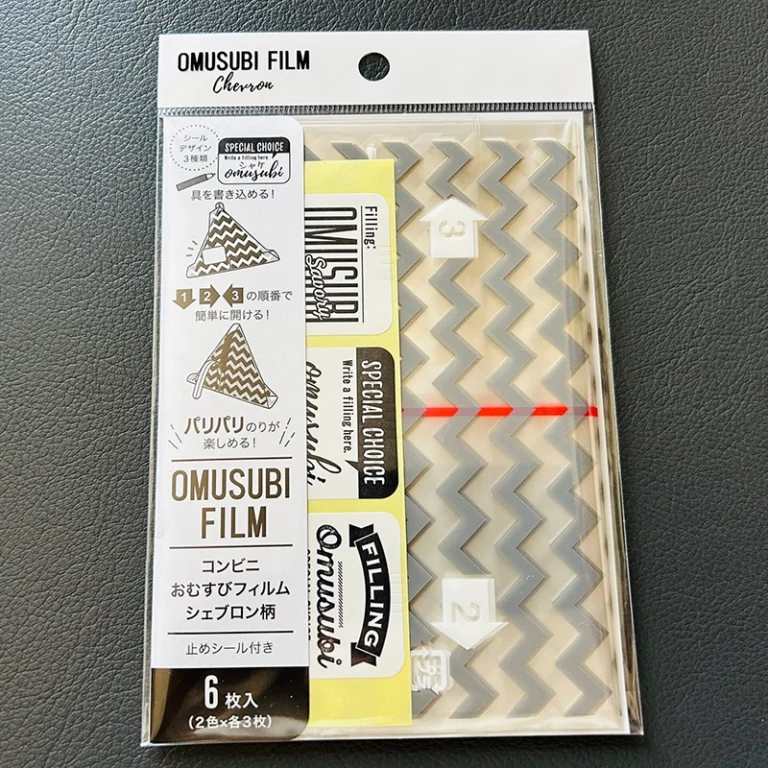 OMUSUBI FILM
Chevron
シール
デザイン
3種類
SPECIAL CHOICE
Write a filling here.
シャケ
omusubi
具を書き込める!
1 2 3 の順番で
簡単に開ける!
パリパリのりが
楽しめる!
OMUSUBI
FILM
コンビニ
おむすびフィルム
シェブロン柄
止めシール付き
6枚入
(2色×各3枚)
Filling:
OMUSUBI
Savory
SPECIAL CHOICE
Write a filling here.
omusubi
FILLING
Omusubi
3
2